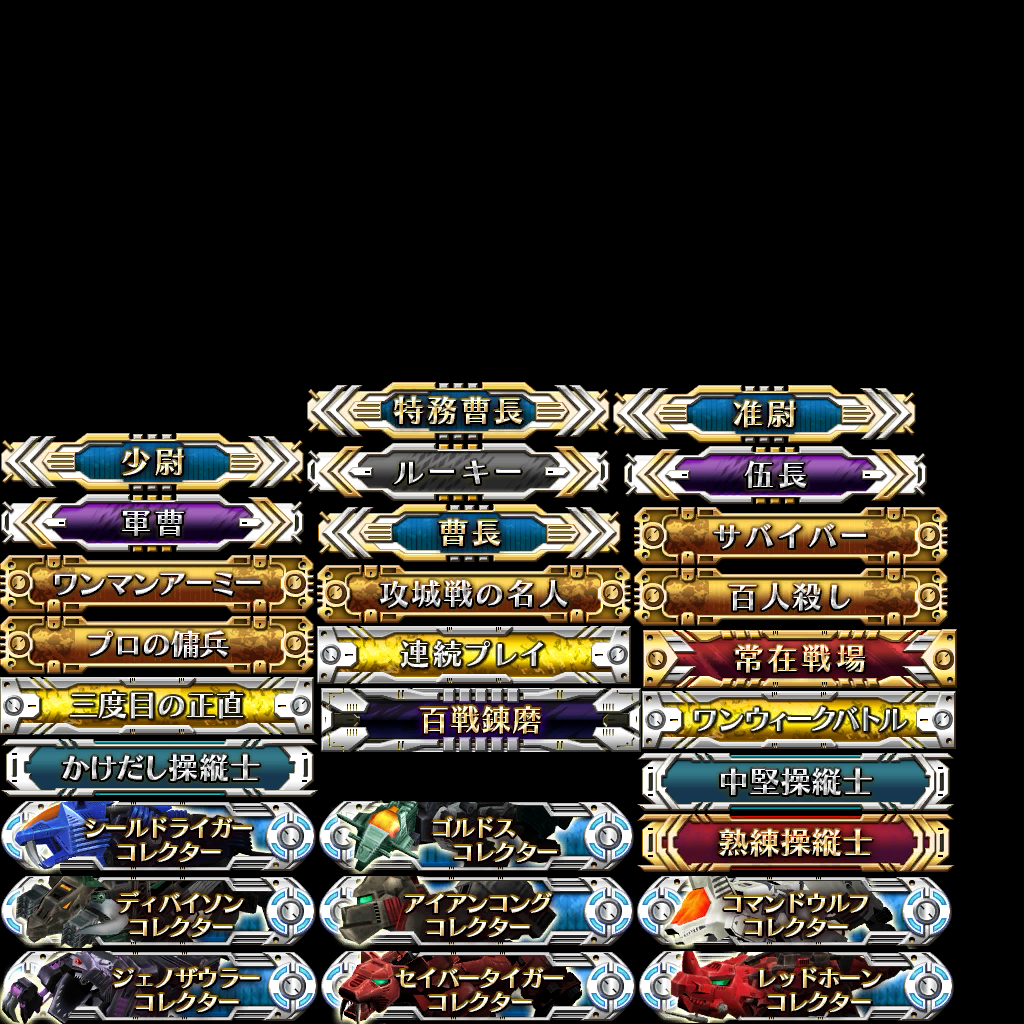 特務曹長
准尉
少尉
ルーキー
伍長
軍曹
曹長
サバイバー
ワンマンアーミー
攻城戦の名人
百人殺し
プロの傭兵
連続プレイ
常在戦場
三度目の正直
百戦錬磨
ワンウィークバトル
かけだし操縦士
中堅操縦士
シールドライガー
コレクター
ゴルドス
コレクター
熟練操縦士
ディバイソン
コレクター
アイアンコング
コレクター
コマンドウルフ
コレクター
ジェノザウラー
コレクター
セイバータイガー
コレクター
レッドホーン
コレクター